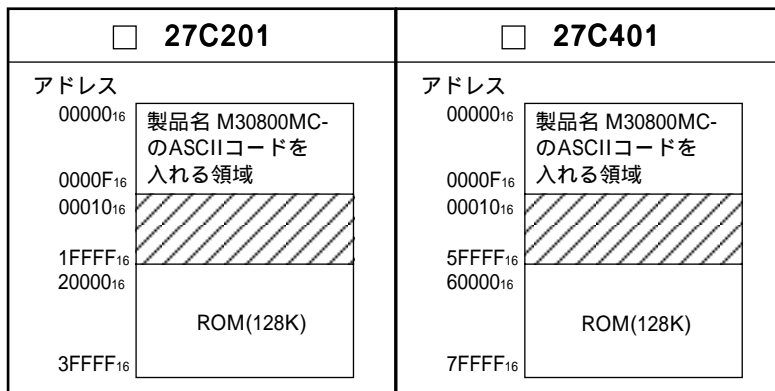 □ 27C201
アドレス
00000₁₆
製品名 M30800MC-
のASCIIコードを
入れる領域
0000F₁₆
00010₁₆
1FFFF₁₆
20000₁₆
ROM(128K)
3FFFF₁₆
□ 27C401
アドレス
00000₁₆
製品名 M30800MC-
のASCIIコードを
入れる領域
0000F₁₆
00010₁₆
5FFFF₁₆
60000₁₆
ROM(128K)
7FFFF₁₆